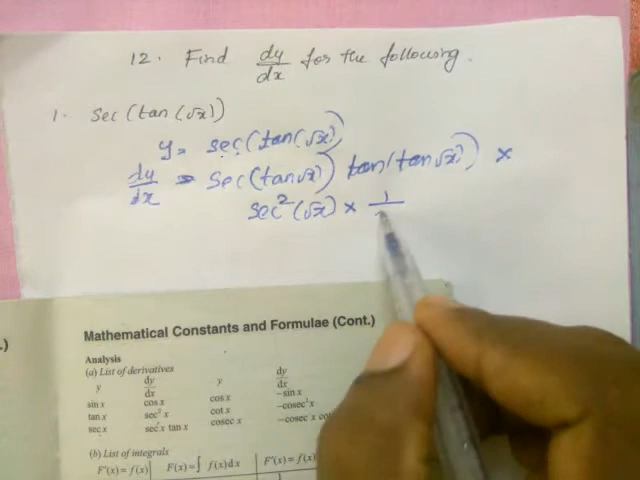 12. Find dy/dx for the following.
1. Sec(tan(√x))
y = sec(tan(√x))
dy/dx = Sec(tan√x) tan(tan√x) ×
sec²(√x) × 1/
.)
Mathematical Constants and Formulae (Cont.)
Analysis
(a) List of derivatives
y dy/dx y dy/dx
sin x cos x cos x −sin x
tan x sec² x cot x −cosec² x
sec x sec x tan x cosec x −cosec x co
(b) List of integrals
F'(x) = f(x) F(x) = ∫ f(x)dx F'(x) = f(x)